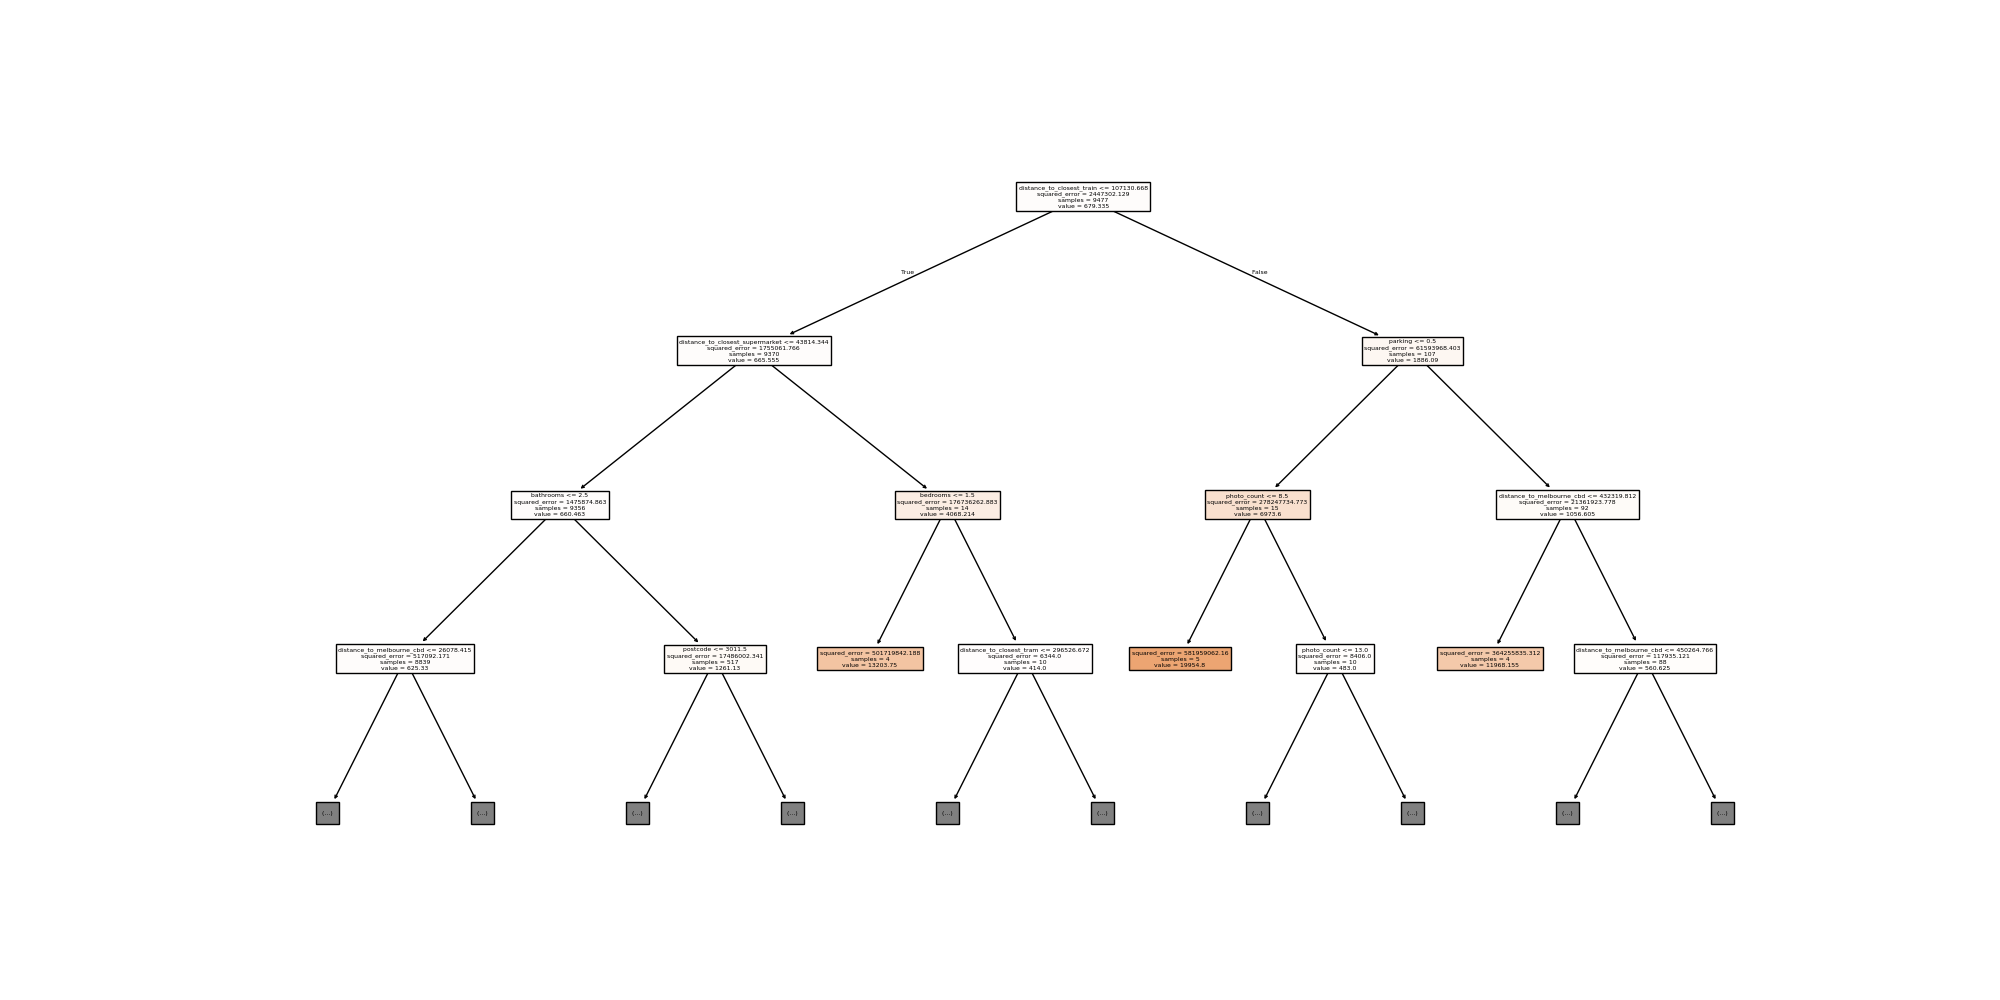 distance_to_closest_train <= 107130.668
squared_error = 2447302.129
samples = 9477
value = 679.335
True
False
distance_to_closest_supermarket <= 43814.344
squared_error = 1755061.766
samples = 9370
value = 665.555
parking <= 0.5
squared_error = 61593968.403
samples = 107
value = 1886.09
bathrooms <= 2.5
squared_error = 1475874.863
samples = 9356
value = 660.463
bedrooms <= 1.5
squared_error = 176736262.883
samples = 14
value = 4068.214
photo_count <= 8.5
squared_error = 278247734.773
samples = 15
value = 6973.6
distance_to_melbourne_cbd <= 432319.812
squared_error = 21361923.778
samples = 92
value = 1056.605
distance_to_melbourne_cbd <= 26078.415
squared_error = 517092.171
samples = 8839
value = 625.33
postcode <= 3011.5
squared_error = 17486002.341
samples = 517
value = 1261.13
squared_error = 501719842.188
samples = 4
value = 13203.75
distance_to_closest_tram <= 296526.672
squared_error = 6344.0
samples = 10
value = 414.0
squared_error = 581959062.16
samples = 5
value = 19954.8
photo_count <= 13.0
squared_error = 8406.0
samples = 10
value = 483.0
squared_error = 364255835.312
samples = 4
value = 11968.155
distance_to_melbourne_cbd <= 450264.766
squared_error = 117935.121
samples = 88
value = 560.625
(...)
(...)
(...)
(...)
(...)
(...)
(...)
(...)
(...)
(...)